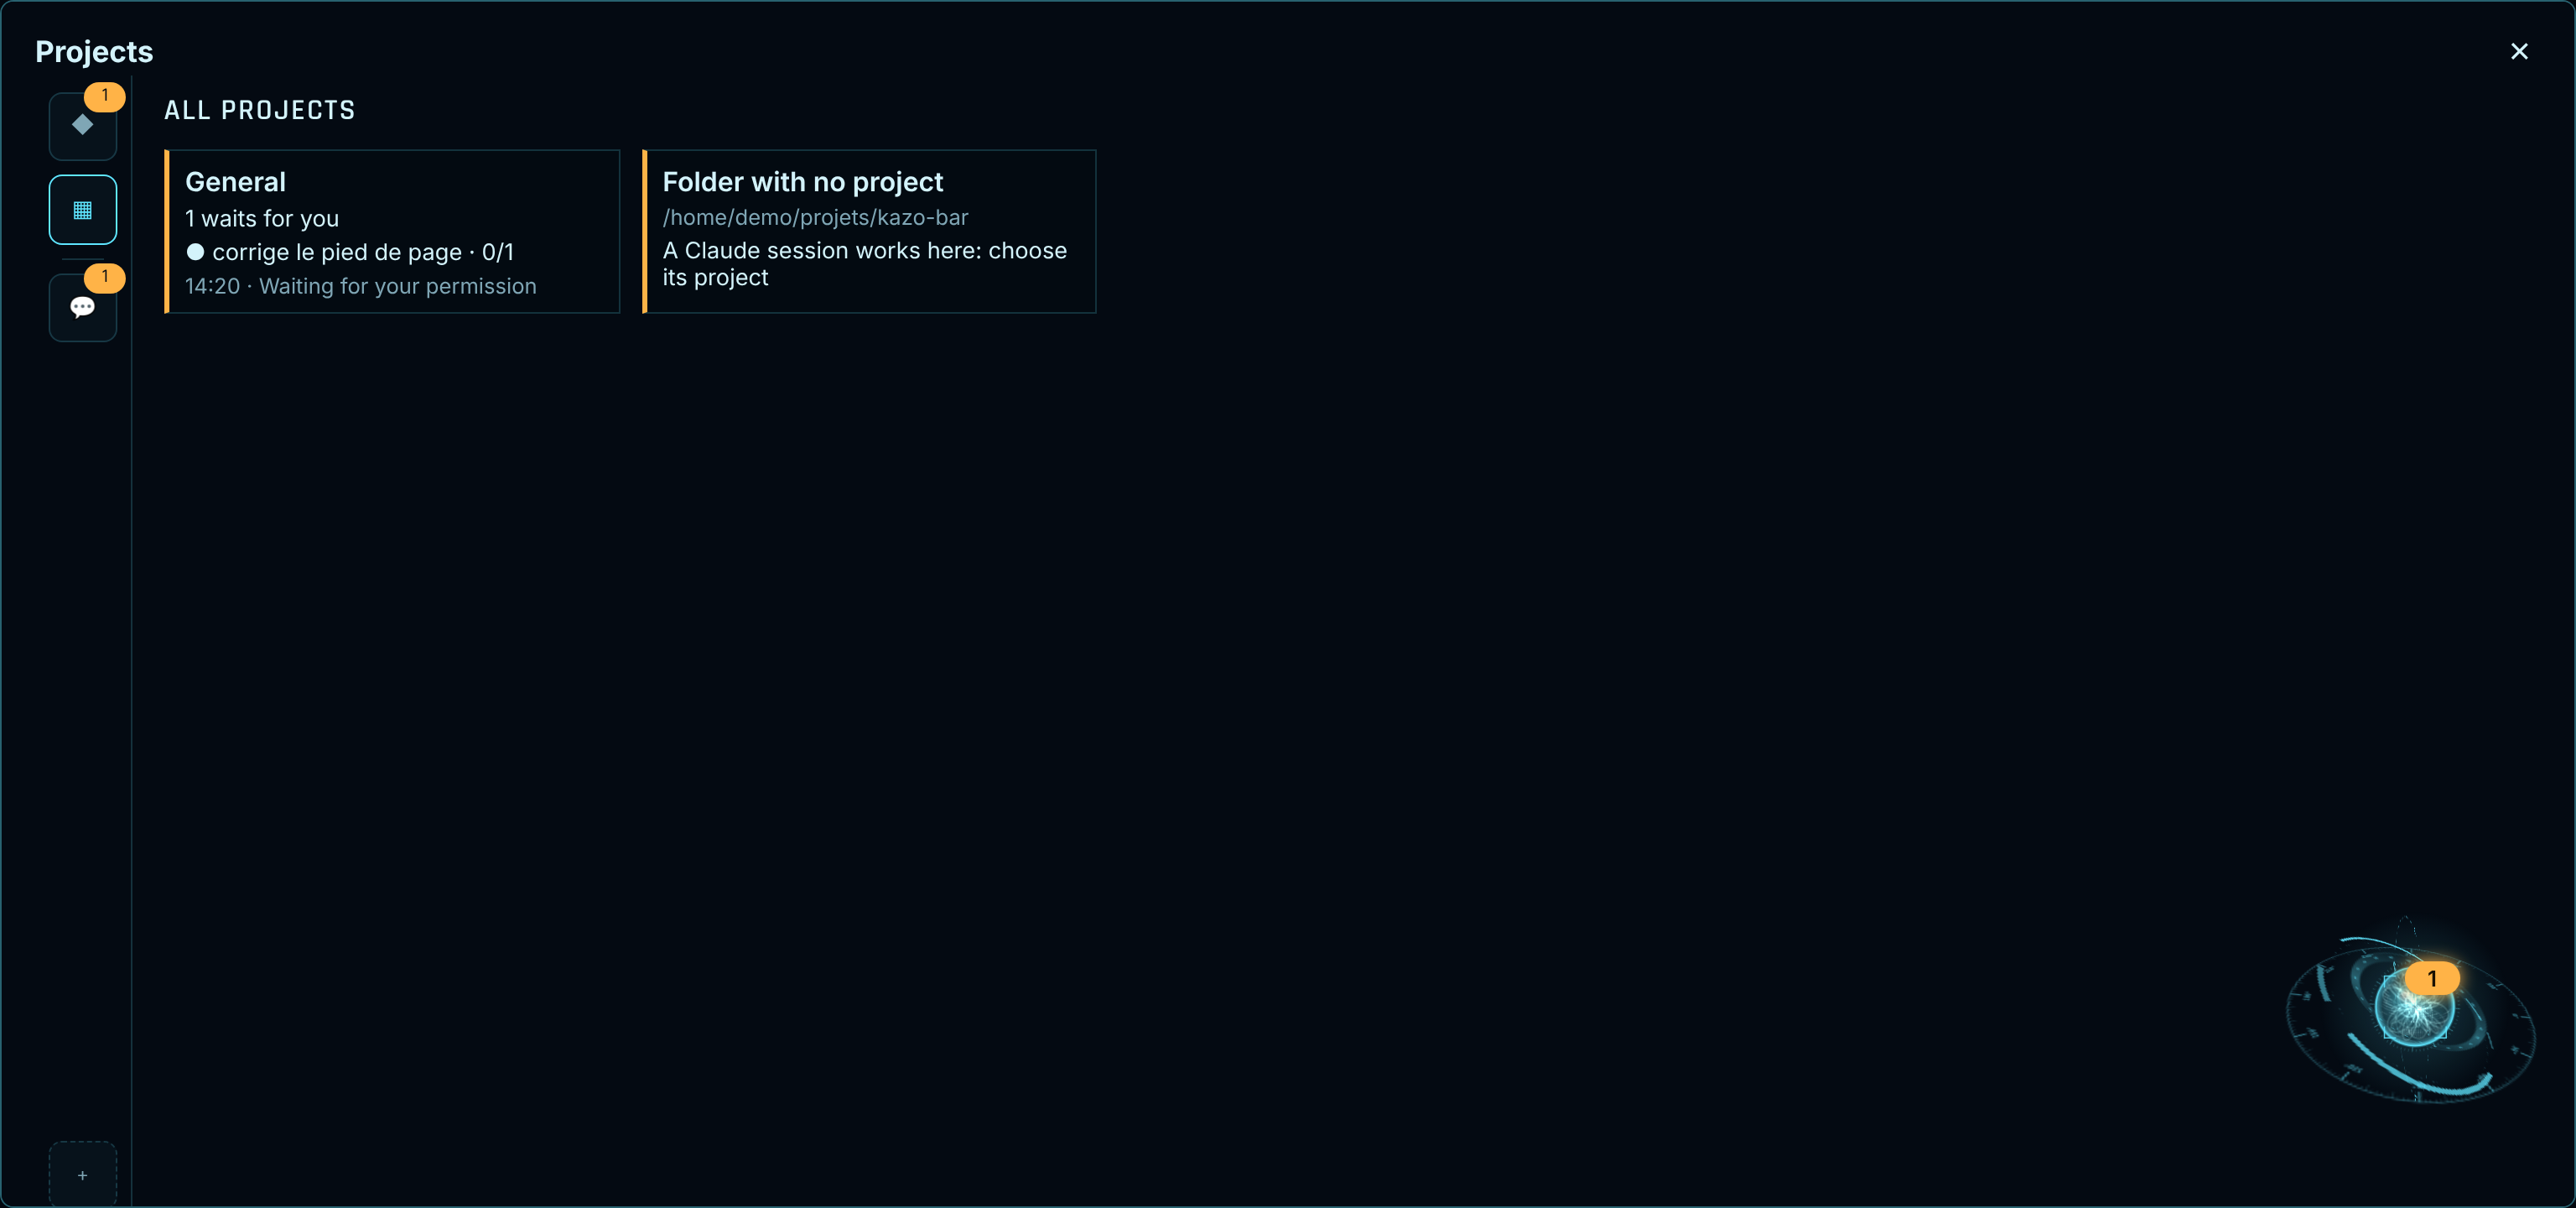 Projects
✕
1
ALL PROJECTS
General
1 waits for you
● corrige le pied de page · 0/1
14:20 · Waiting for your permission
Folder with no project
/home/demo/projets/kazo-bar
A Claude session works here: choose
its project
1
1
+